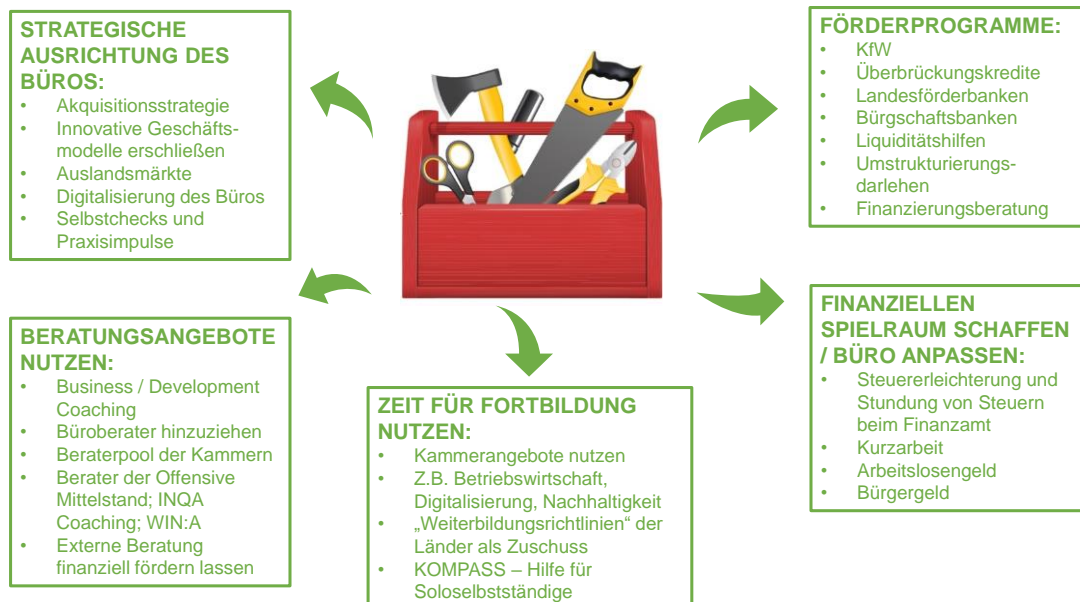 STRATEGISCHE
AUSRICHTUNG DES
BÜROS:
• Akquisitionsstrategie
• Innovative Geschäfts-
modelle erschließen
• Auslandsmärkte
• Digitalisierung des Büros
• Selbstchecks und
Praxisimpulse
FÖRDERPROGRAMME:
• KfW
• Überbrückungskredite
• Landesförderbanken
• Bürgschaftsbanken
• Liquiditätshilfen
• Umstrukturierungs-
darlehen
• Finanzierungsberatung
BERATUNGSANGEBOTE
NUTZEN:
• Business / Development
Coaching
• Büroberater hinzuziehen
• Beraterpool der Kammern
• Berater der Offensive
Mittelstand; INQA
Coaching; WIN:A
• Externe Beratung
finanziell fördern lassen
ZEIT FÜR FORTBILDUNG
NUTZEN:
• Kammerangebote nutzen
• Z.B. Betriebswirtschaft,
Digitalisierung, Nachhaltigkeit
• „Weiterbildungsrichtlinien“ der
Länder als Zuschuss
• KOMPASS – Hilfe für
Soloselbstständige
FINANZIELLEN
SPIELRAUM SCHAFFEN
/ BÜRO ANPASSEN:
• Steuererleichterung und
Stundung von Steuern
beim Finanzamt
• Kurzarbeit
• Arbeitslosengeld
• Bürgergeld